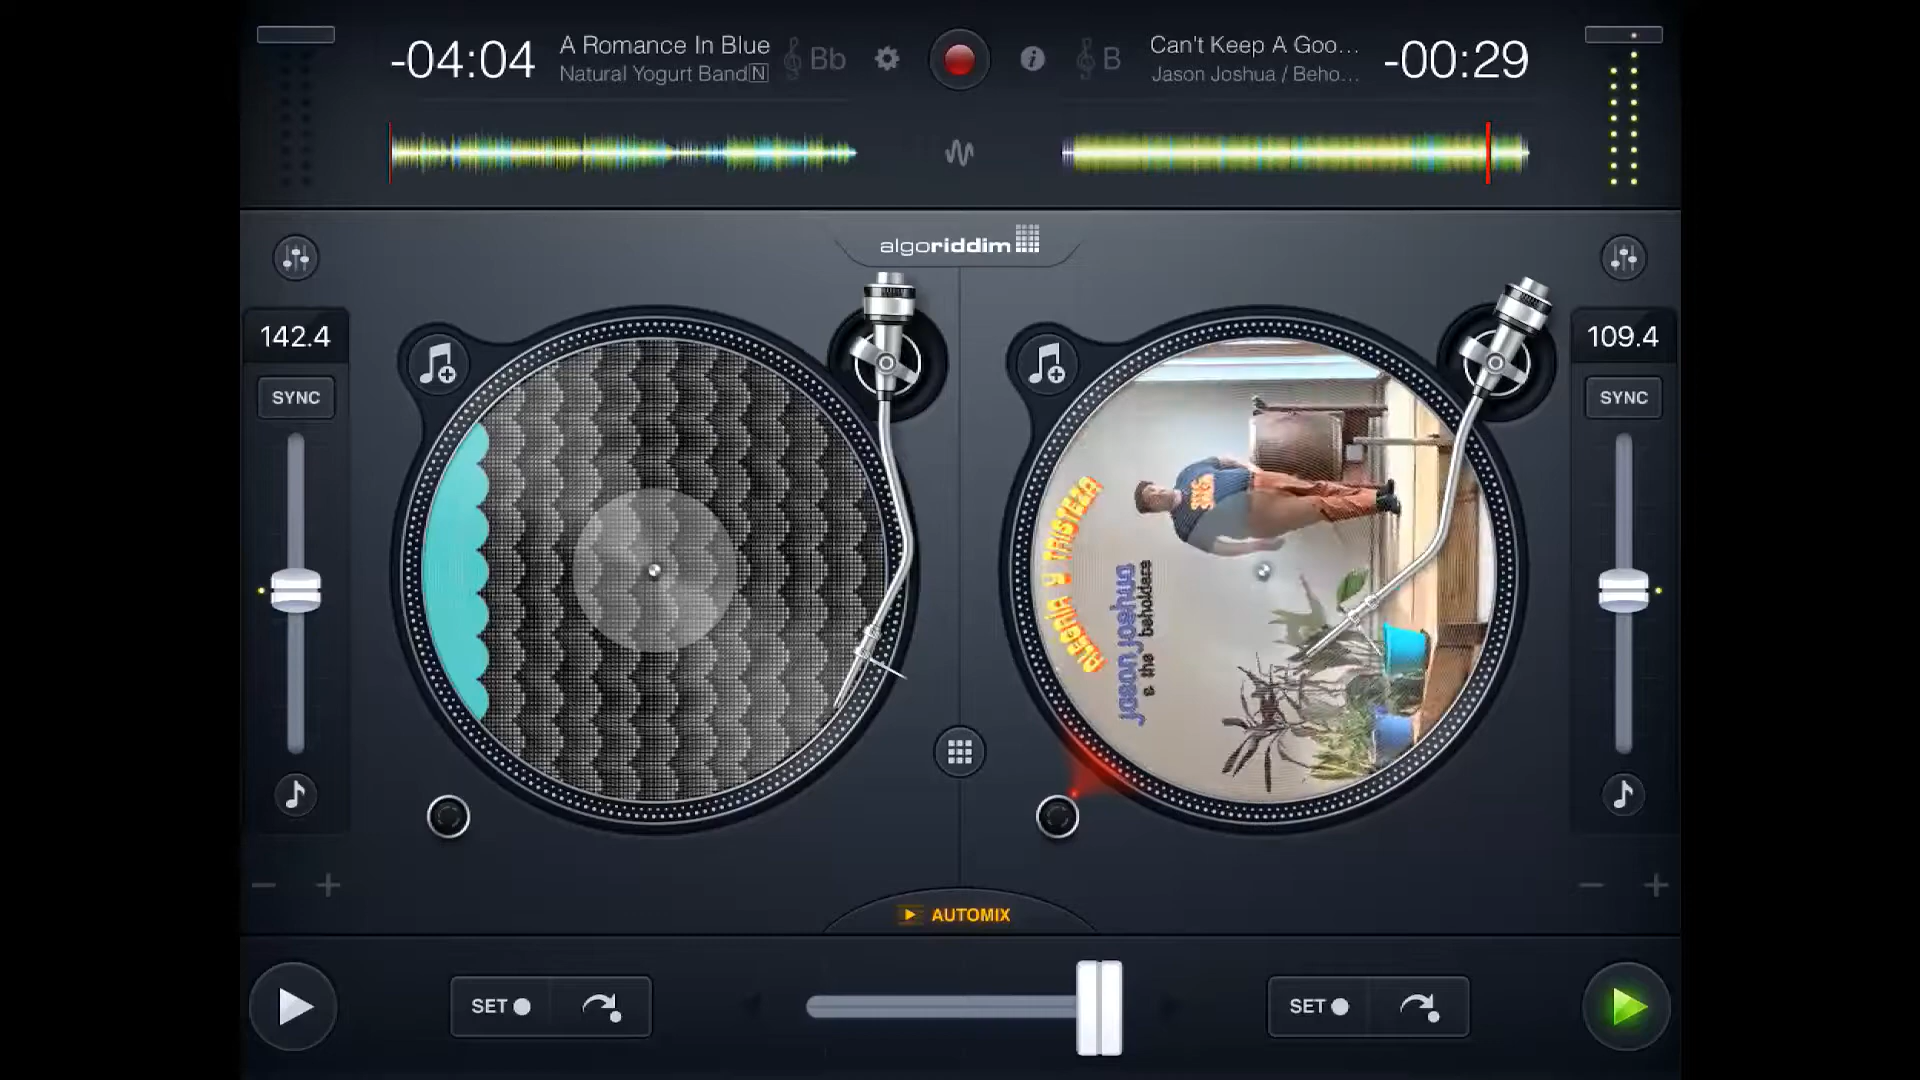 -04:04
A Romance In Blue
Natural Yogurt Band🄽
Bb
i
B
Can't Keep A Goo...
Jason Joshua / Beho...
-00:29
algoriddim
142.4
SYNC
109.4
SYNC
ALEGRIA Y TRISTEZA
jason joshua
& the beholders
AUTOMIX
SET
SET